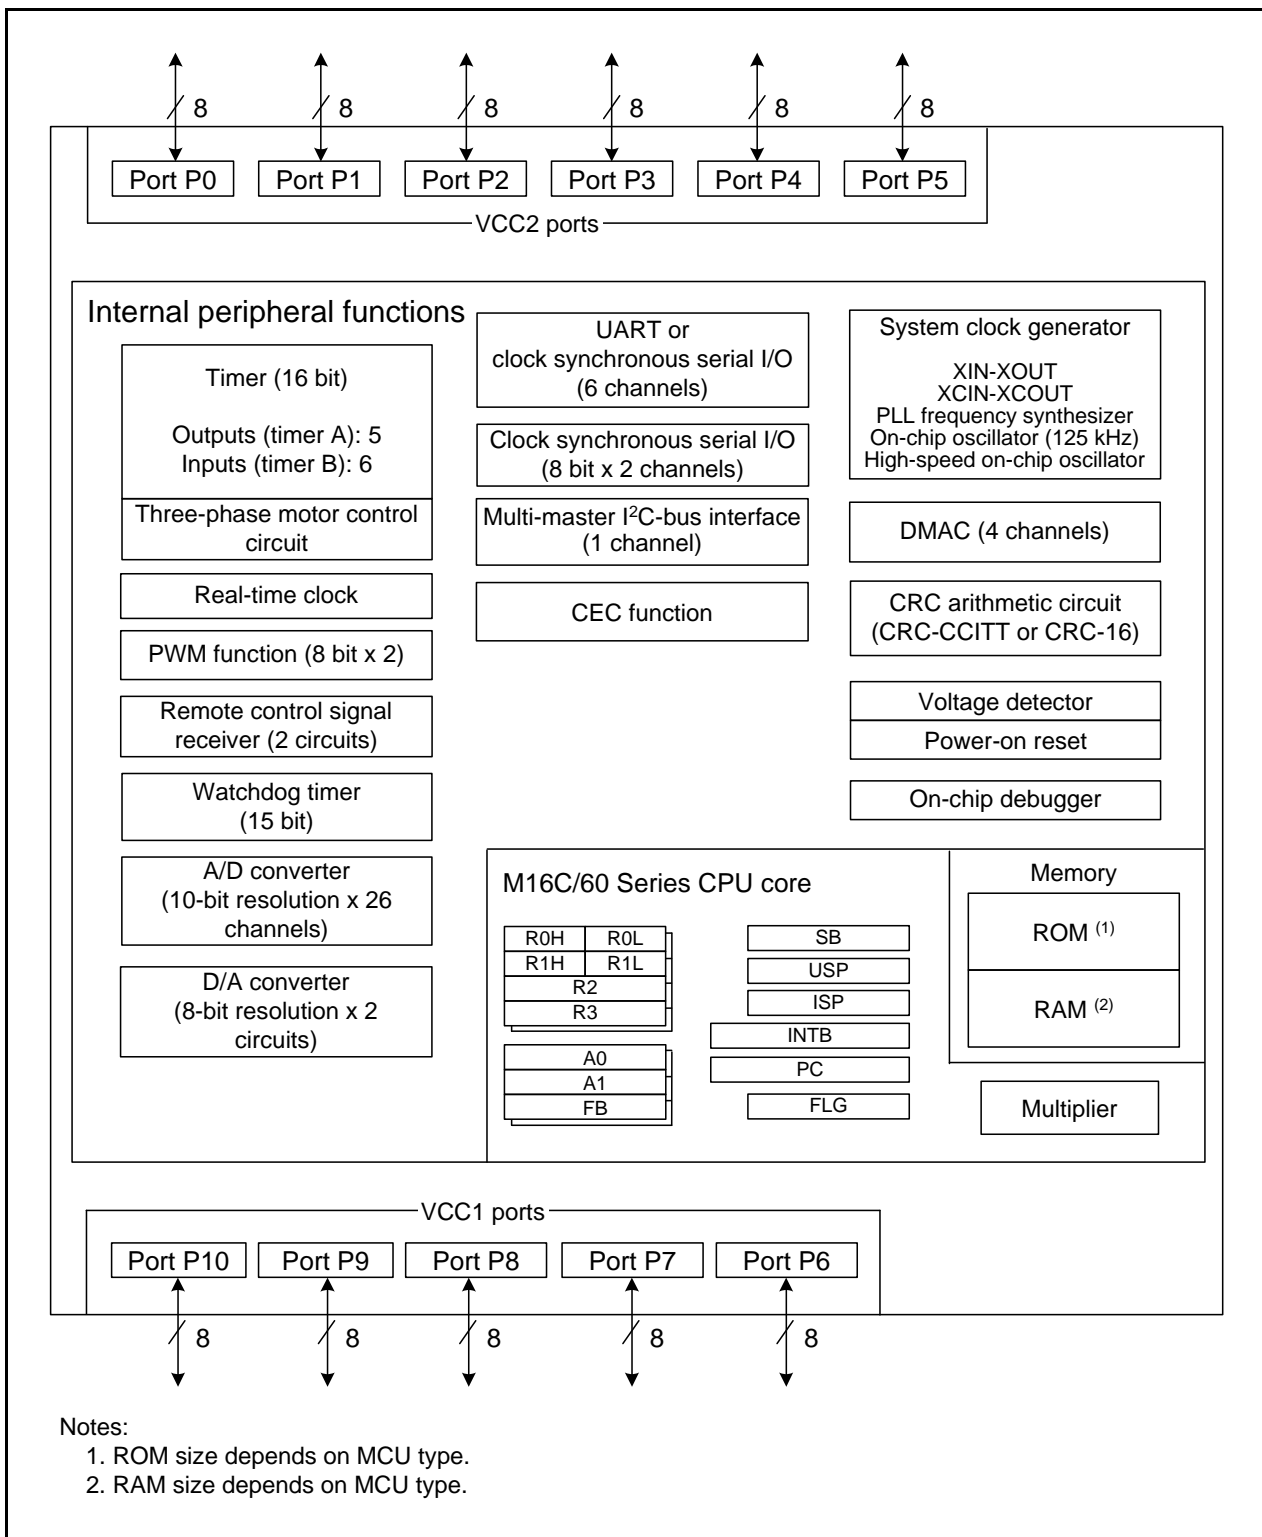 8 8 8 8 8 8
Port P0 Port P1 Port P2 Port P3 Port P4 Port P5
VCC2 ports
Internal peripheral functions
Timer (16 bit)
Outputs (timer A): 5
Inputs (timer B): 6
Three-phase motor control
circuit
Real-time clock
PWM function (8 bit x 2)
Remote control signal
receiver (2 circuits)
Watchdog timer
(15 bit)
A/D converter
(10-bit resolution x 26
channels)
D/A converter
(8-bit resolution x 2
circuits)
UART or
clock synchronous serial I/O
(6 channels)
Clock synchronous serial I/O
(8 bit x 2 channels)
Multi-master I²C-bus interface
(1 channel)
CEC function
System clock generator
XIN-XOUT
XCIN-XCOUT
PLL frequency synthesizer
On-chip oscillator (125 kHz)
High-speed on-chip oscillator
DMAC (4 channels)
CRC arithmetic circuit
(CRC-CCITT or CRC-16)
Voltage detector
Power-on reset
On-chip debugger
M16C/60 Series CPU core
R0H R0L
R1H R1L
R2
R3
A0
A1
FB
SB
USP
ISP
INTB
PC
FLG
Memory
ROM (1)
RAM (2)
Multiplier
VCC1 ports
Port P10 Port P9 Port P8 Port P7 Port P6
8 8 8 8 8
Notes:
1. ROM size depends on MCU type.
2. RAM size depends on MCU type.